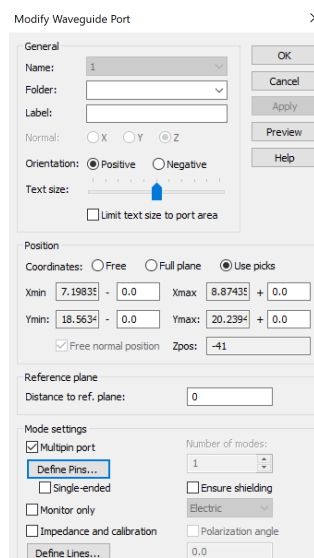 Modify Waveguide Port
General
Name: 1
Folder:
Label:
Normal: X Y Z
Orientation: Positive Negative
Text size:
Limit text size to port area
OK
Cancel
Apply
Preview
Help
Position
Coordinates: Free Full plane Use picks
Xmin 7.19835 - 0.0 Xmax 8.87435 + 0.0
Ymin: 18.5634 - 0.0 Ymax: 20.2394 + 0.0
Free normal position Zpos: -41
Reference plane
Distance to ref. plane: 0
Mode settings
Multipin port Number of modes:
Define Pins... 1
Single-ended Ensure shielding
Monitor only Electric
Impedance and calibration Polarization angle
Define Lines... 0.0